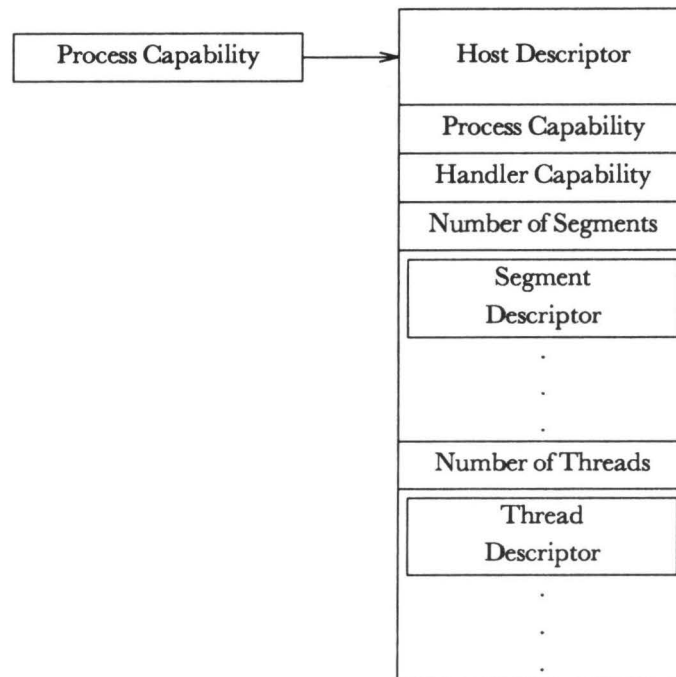 Process Capability
Host Descriptor
Process Capability
Handler Capability
Number of Segments
Segment
Descriptor
.
.
.
Number of Threads
Thread
Descriptor
.
.
.